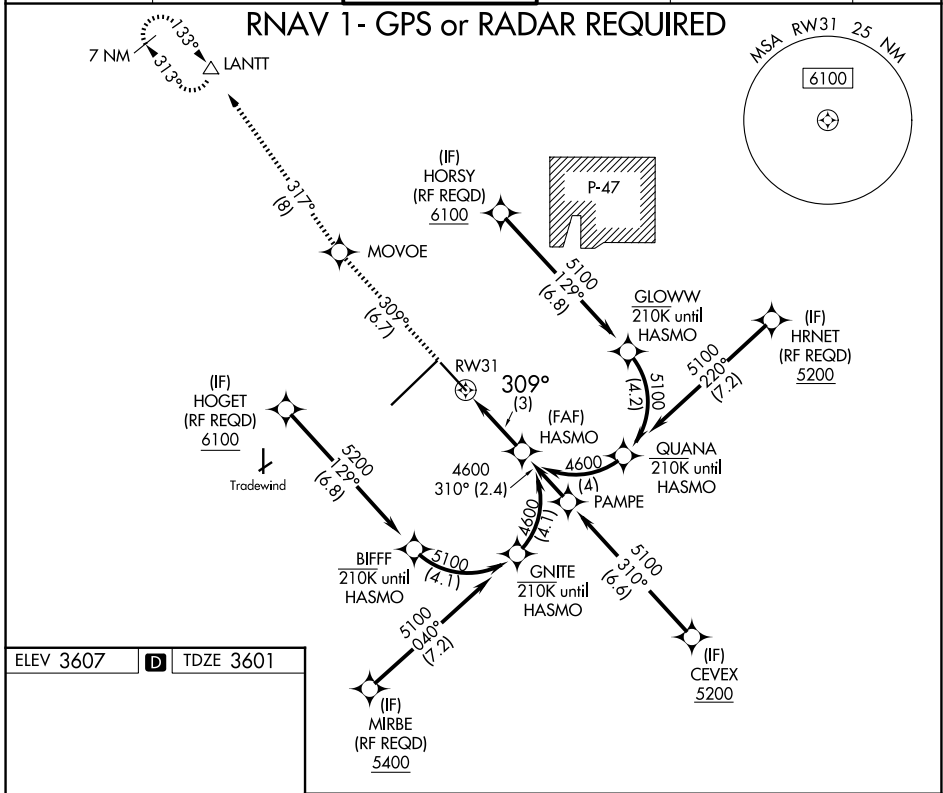 RNAV 1 - GPS or RADAR REQUIRED
MSA RW31 25 NM
6100
7 NM
133°
313°
LANTT
317°
(8)
MOVOE
309°
(6.7)
(IF)
HORSY
(RF REQD)
6100
P-47
5100
129°
(6.8)
GLOWW
210K until
HASMO
5100
(4.2)
(IF)
HRNET
(RF REQD)
5200
5100
220°
(7.2)
RW31
309°
(3)
(FAF)
HASMO
(IF)
HOGET
(RF REQD)
6100
Tradewind
5200
129°
(6.8)
4600
310° (2.4)
4600
(4)
QUANA
210K until
HASMO
PAMPE
4600
(4.1)
BIFFF
210K until
HASMO
5100
(4.1)
GNITE
210K until
HASMO
5100
310°
(6.6)
5100
040°
(7.2)
(IF)
CEVEX
5200
(IF)
MIRBE
(RF REQD)
5400
ELEV 3607
D
TDZE 3601